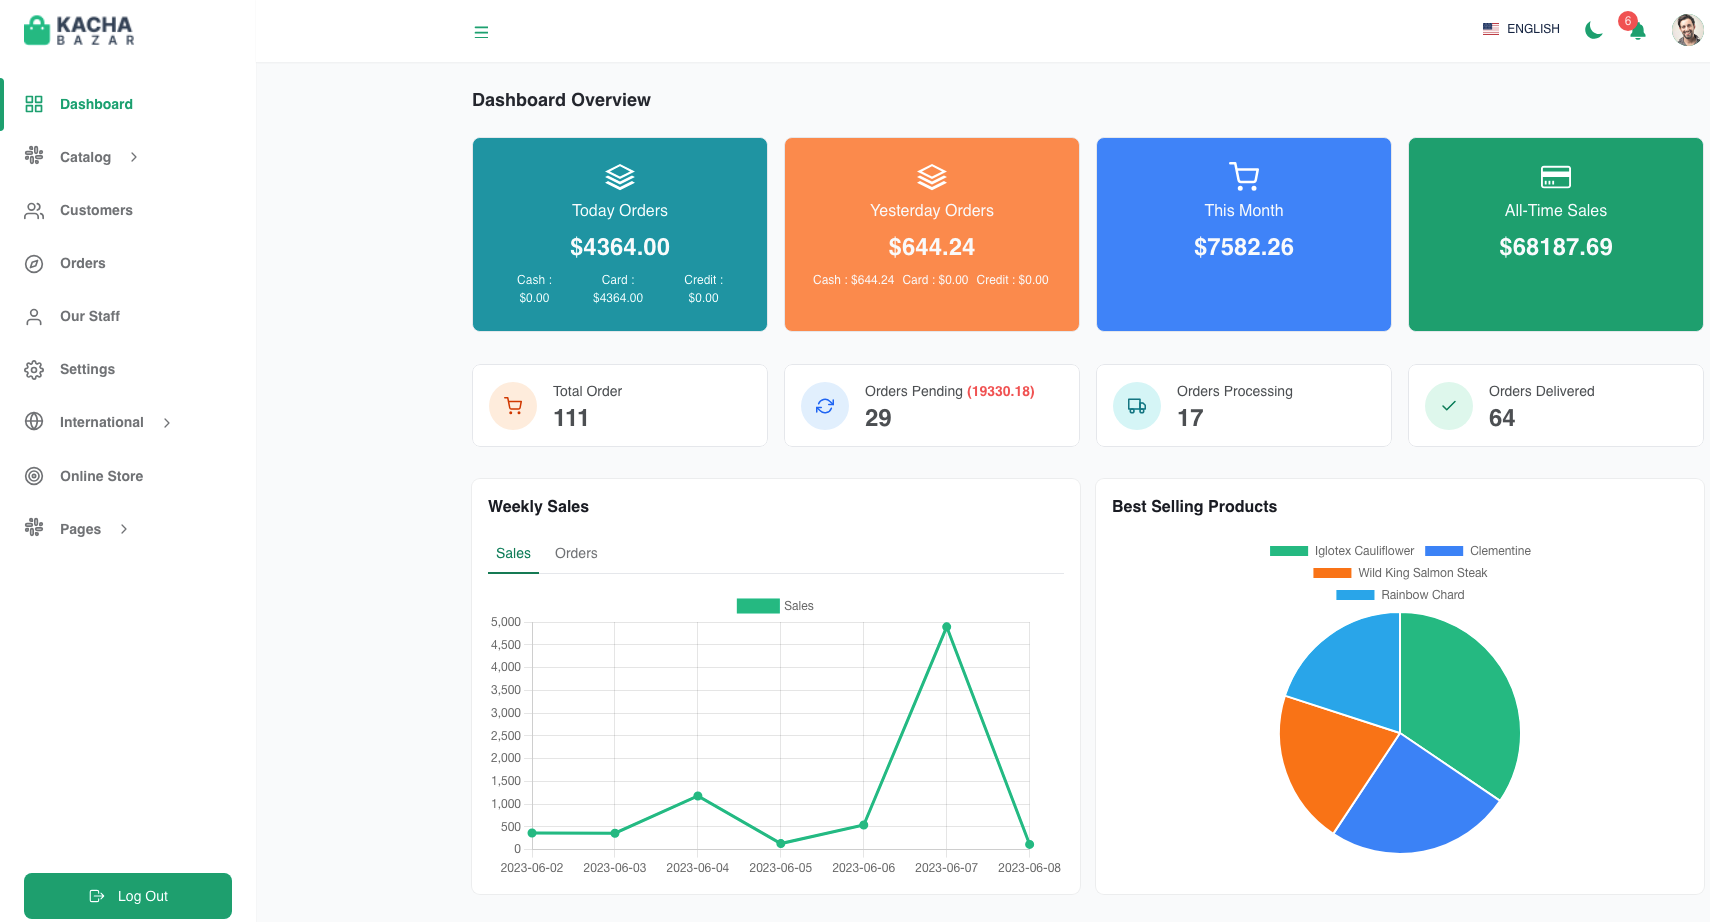 KACHA
BAZAR
ENGLISH
6
Dashboard
Catalog
Customers
Orders
Our Staff
Settings
International
Online Store
Pages
Log Out
Dashboard Overview
Today Orders
$4364.00
Cash : Card : Credit :
$0.00 $4364.00 $0.00
Yesterday Orders
$644.24
Cash : $644.24 Card : $0.00 Credit : $0.00
This Month
$7582.26
All-Time Sales
$68187.69
Total Order
111
Orders Pending (19330.18)
29
Orders Processing
17
Orders Delivered
64
Weekly Sales
Sales Orders
Sales
5,000
4,500
4,000
3,500
3,000
2,500
2,000
1,500
1,000
500
0
2023-06-02 2023-06-03 2023-06-04 2023-06-05 2023-06-06 2023-06-07 2023-06-08
Best Selling Products
Iglotex Cauliflower Clementine
Wild King Salmon Steak
Rainbow Chard